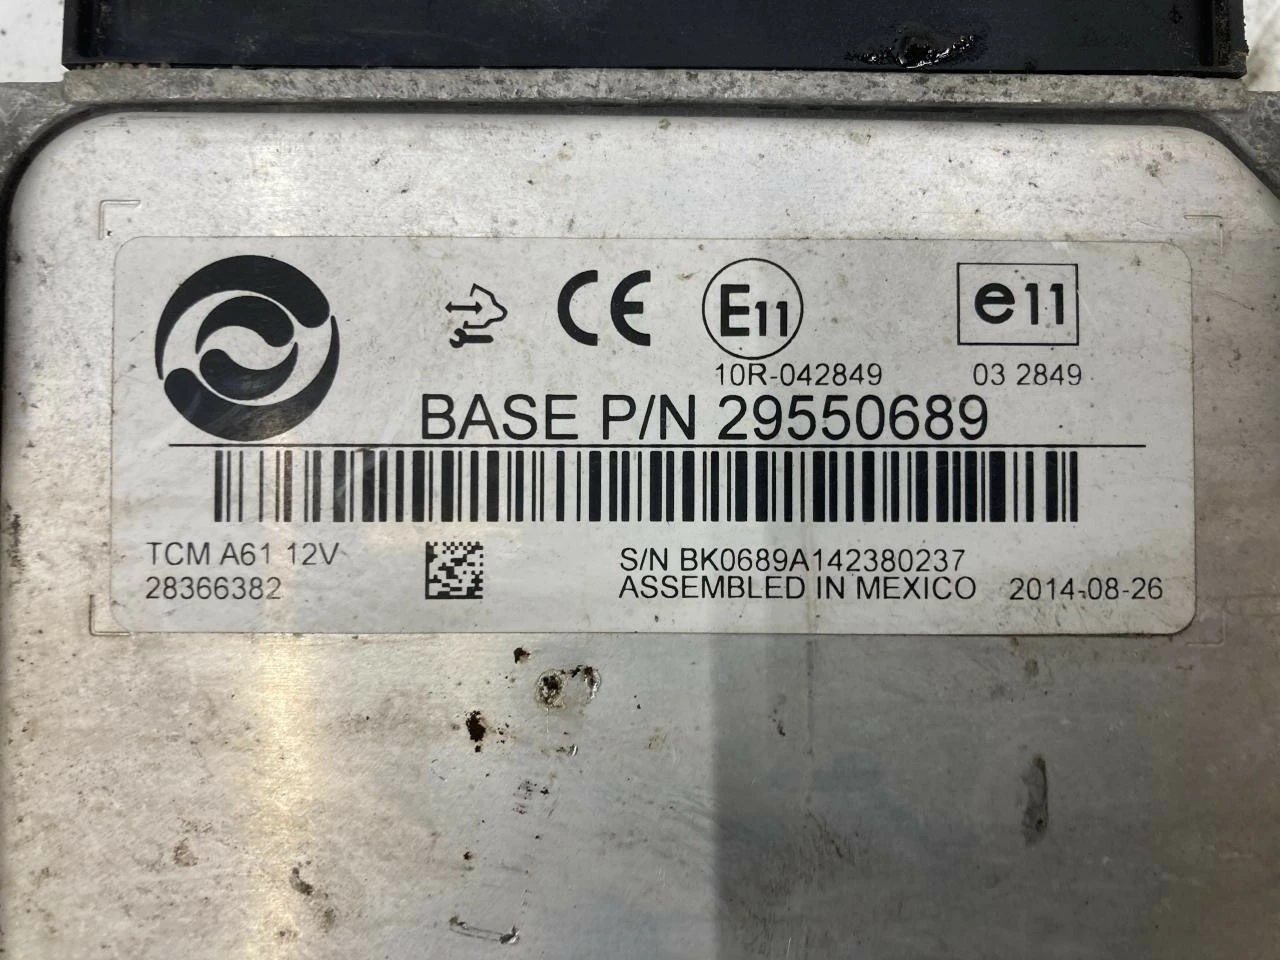 CE E11 e11
10R-042849 03 2849
BASE P/N 29550689
TCM A61 12V
28366382
S/N BK0689A142380237
ASSEMBLED IN MEXICO 2014-08-26